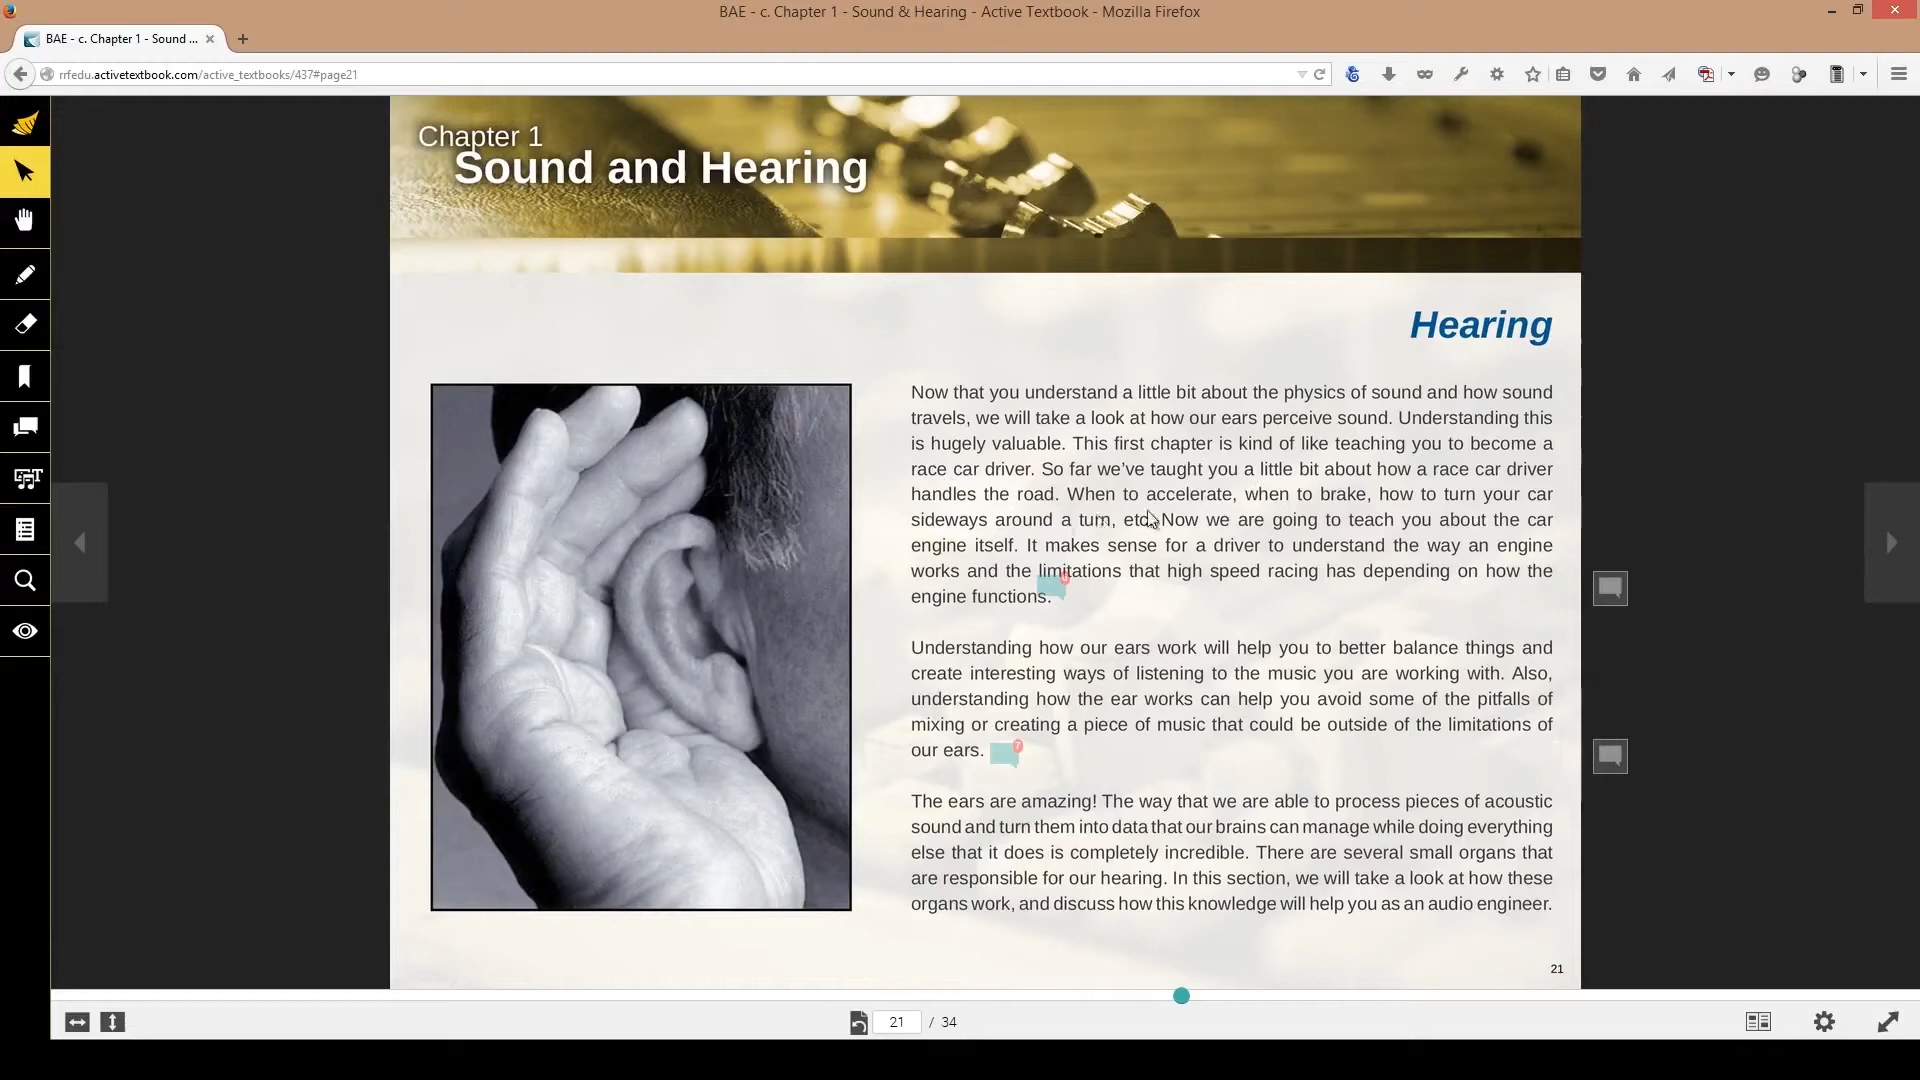 BAE - c. Chapter 1 - Sound & Hearing - Active Textbook - Mozilla Firefox
BAE - c. Chapter 1 - Sound ...
rrfedu.activetextbook.com/active_textbooks/437#page21
Chapter 1
Sound and Hearing
Hearing
Now that you understand a little bit about the physics of sound and how sound
travels, we will take a look at how our ears perceive sound. Understanding this
is hugely valuable. This first chapter is kind of like teaching you to become a
race car driver. So far we've taught you a little bit about how a race car driver
handles the road. When to accelerate, when to brake, how to turn your car
sideways around a turn, etc. Now we are going to teach you about the car
engine itself. It makes sense for a driver to understand the way an engine
works and the limitations that high speed racing has depending on how the
engine functions.
Understanding how our ears work will help you to better balance things and
create interesting ways of listening to the music you are working with. Also,
understanding how the ear works can help you avoid some of the pitfalls of
mixing or creating a piece of music that could be outside of the limitations of
our ears.
7
The ears are amazing! The way that we are able to process pieces of acoustic
sound and turn them into data that our brains can manage while doing everything
else that it does is completely incredible. There are several small organs that
are responsible for our hearing. In this section, we will take a look at how these
organs work, and discuss how this knowledge will help you as an audio engineer.
21
21 / 34